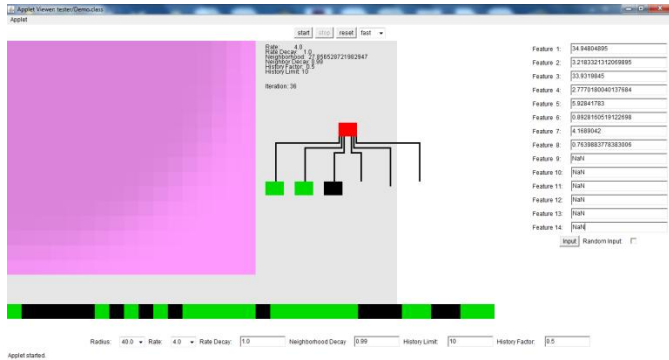 Applet Viewer: tester/Demo.class
Applet
start stop reset fast
Rate: 4.0
Rate Decay: 1.0
Neighborhood: 27.858528721982847
Neighbor Decay: 0.99
History Factor: 0.5
History Limit: 10
Iteration: 36
Feature 1: 34.84804895
Feature 2: 3.2183321312069895
Feature 3: 33.9319845
Feature 4: 2.7770180040137684
Feature 5: 5.92841783
Feature 6: 0.8928160519122698
Feature 7: 4.1689042
Feature 8: 0.7639883778383006
Feature 9: NaN
Feature 10: NaN
Feature 11: NaN
Feature 12: NaN
Feature 13: NaN
Feature 14: NaN
Input Random Input
Radius: 40.0 Rate: 4.0 Rate Decay: 1.0 Neighborhood Decay 0.99 History Limit: 10 History Factor: 0.5
Applet started.